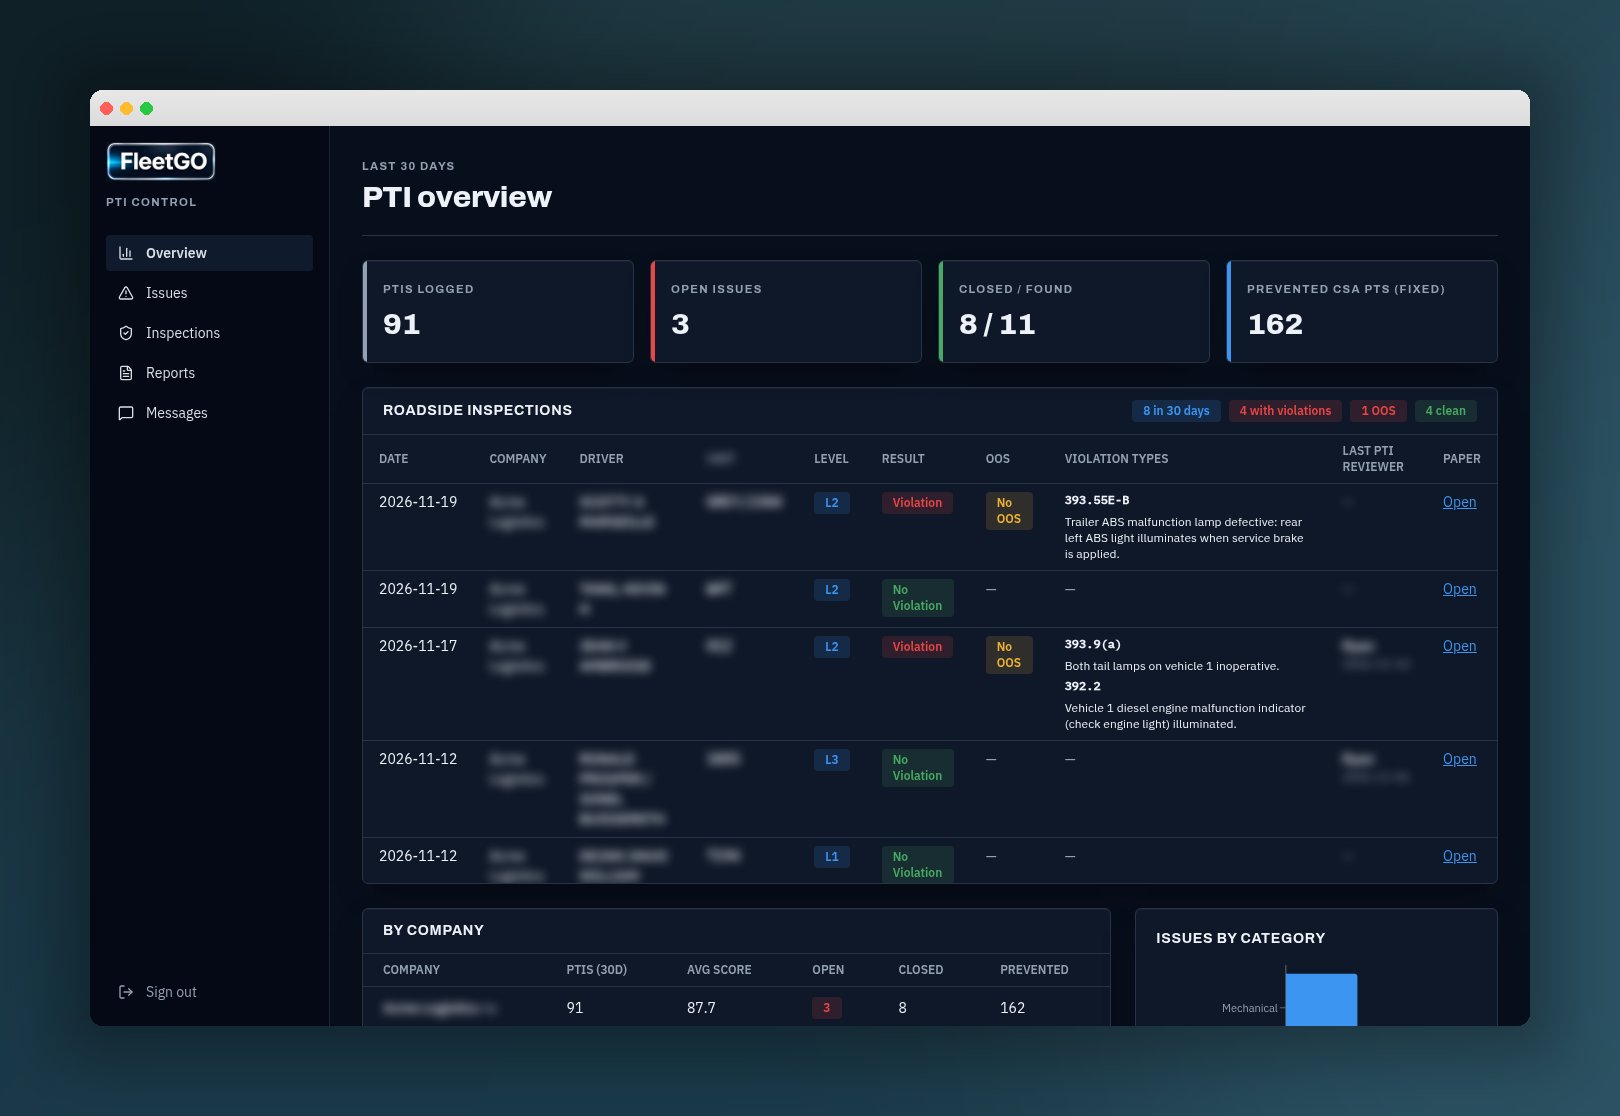 FleetGO
PTI CONTROL
Overview
Issues
Inspections
Reports
Messages
Sign out
LAST 30 DAYS
PTI overview
PTIS LOGGED
91
OPEN ISSUES
3
CLOSED / FOUND
8 / 11
PREVENTED CSA PTS (FIXED)
162
ROADSIDE INSPECTIONS
8 in 30 days
4 with violations
1 OOS
4 clean
DATE COMPANY DRIVER LEVEL RESULT OOS VIOLATION TYPES LAST PTI REVIEWER PAPER
2026-11-19 L2 Violation No OOS 393.55E-B Open
Trailer ABS malfunction lamp defective: rear
left ABS light illuminates when service brake
is applied.
2026-11-19 L2 No Violation — — Open
2026-11-17 L2 Violation No OOS 393.9(a) Open
Both tail lamps on vehicle 1 inoperative.
392.2
Vehicle 1 diesel engine malfunction indicator
(check engine light) illuminated.
2026-11-12 L3 No Violation — — Open
2026-11-12 L1 No Violation — — Open
BY COMPANY
COMPANY PTIS (30D) AVG SCORE OPEN CLOSED PREVENTED
91 87.7 3 8 162
ISSUES BY CATEGORY
Mechanical